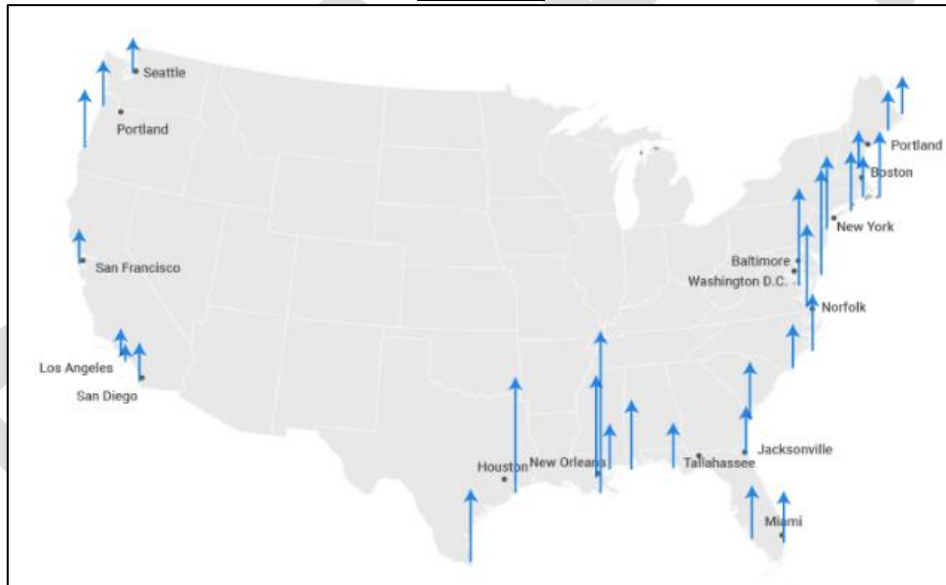 Seattle
Portland
Portland
Boston
New York
San Francisco
Baltimore
Washington D.C.
Norfolk
Los Angeles
San Diego
Jacksonville
New Orleans
Tallahassee
Houston
Miami